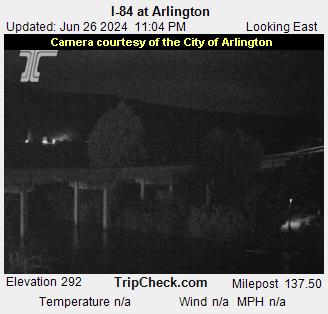 I-84 at Arlington
Updated: Jun 26 2024 11:04 PM Looking East
Camera courtesy of the City of Arlington
Elevation 292 TripCheck.com Milepost 137.50
Temperature n/a Wind n/a MPH n/a